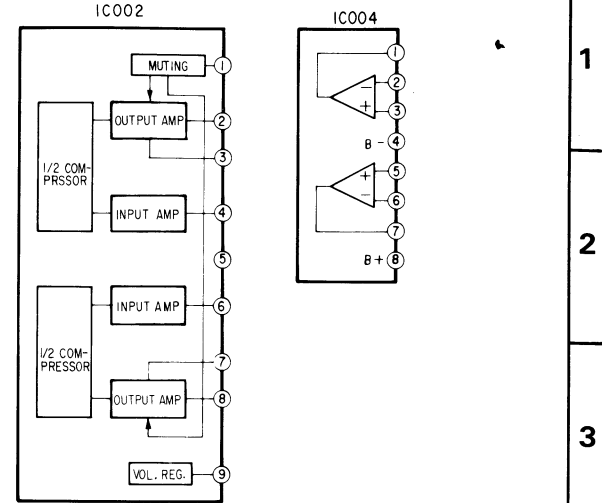 IC002
MUTING
1
OUTPUT AMP
2
3
1/2 COM-
PRSSOR
INPUT AMP
4
5
INPUT AMP
6
1/2 COM-
PRESSOR
7
OUTPUT AMP
8
VOL. REG.
9
IC004
1
− 2
+ 3
B - 4
+ 5
− 6
7
B+ 8
1
2
3